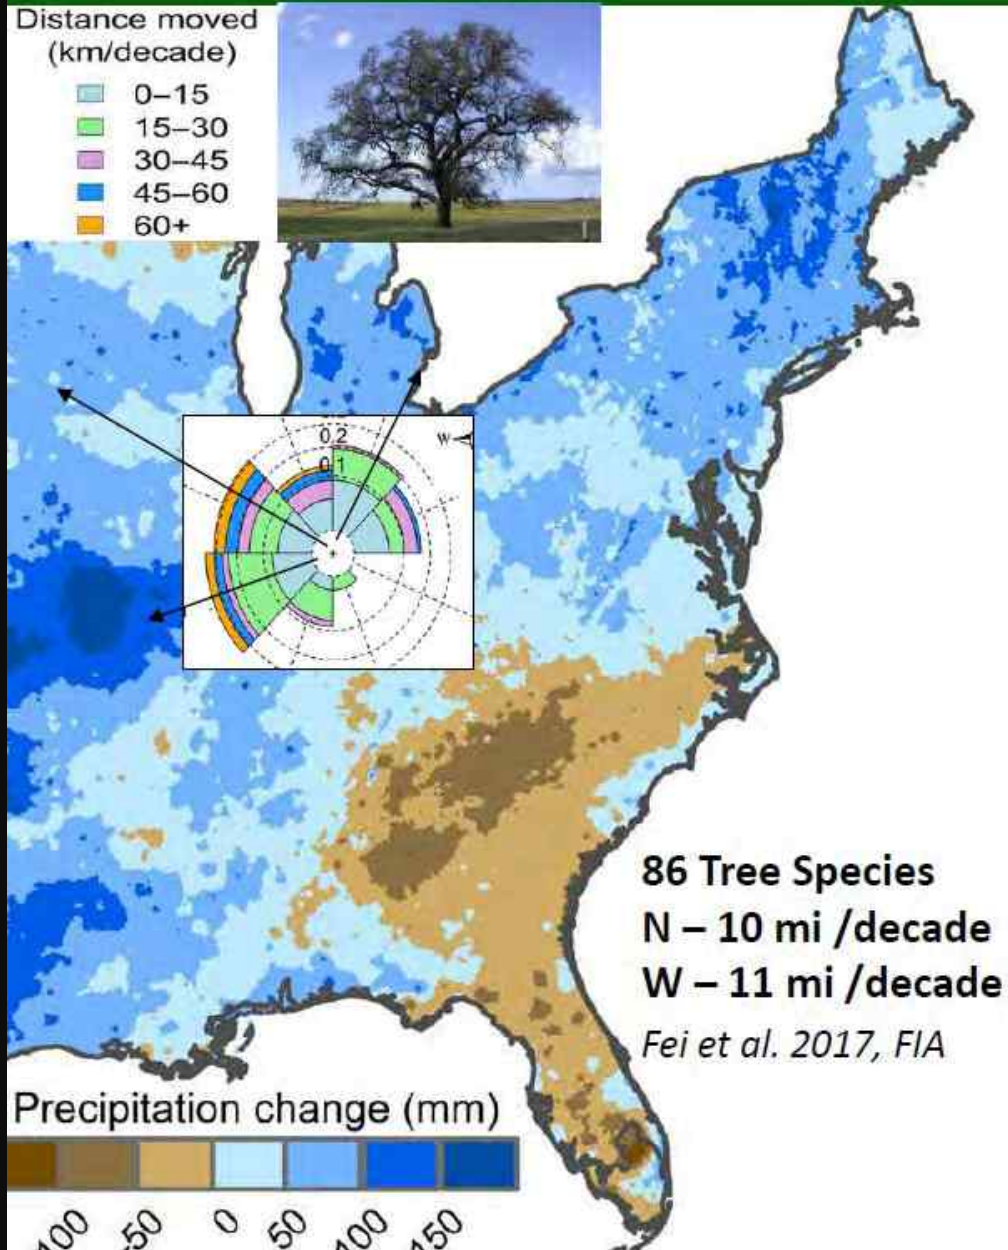 Distance moved
(km/decade)
0–15
15–30
30–45
45–60
60+
0.2
0.1
W
86 Tree Species
N – 10 mi /decade
W – 11 mi /decade
Fei et al. 2017, FIA
Precipitation change (mm)
0
50
100
150